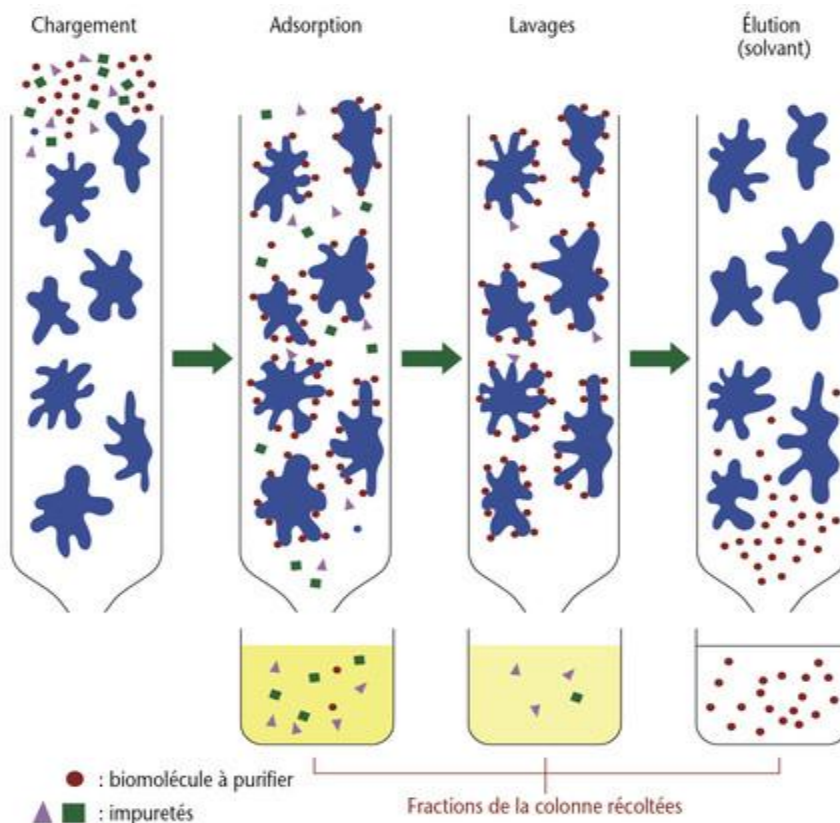 Chargement
Adsorption
Lavages
Élution
(solvant)
: biomolécule à purifier
: impuretés
Fractions de la colonne récoltées